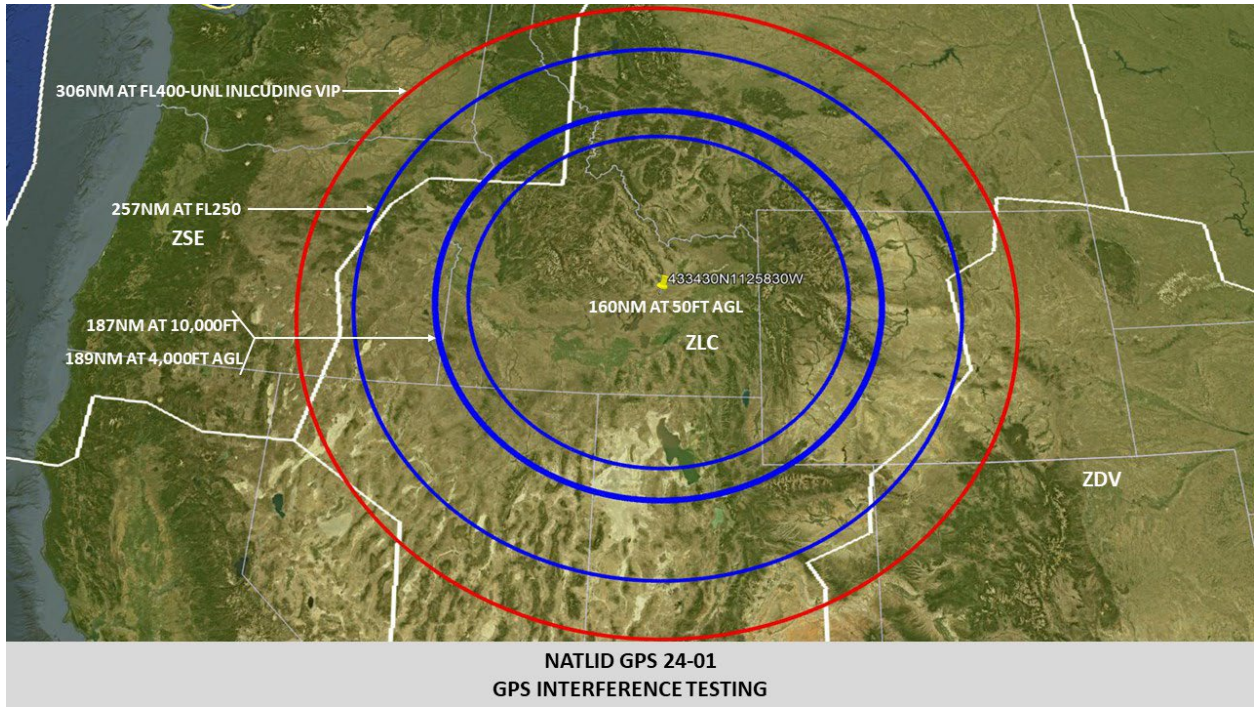 306NM AT FL400-UNL INLCUDING VIP
257NM AT FL250
ZSE
433430N1125830W
160NM AT 50FT AGL
187NM AT 10,000FT
ZLC
189NM AT 4,000FT AGL
ZDV
NATLID GPS 24-01
GPS INTERFERENCE TESTING